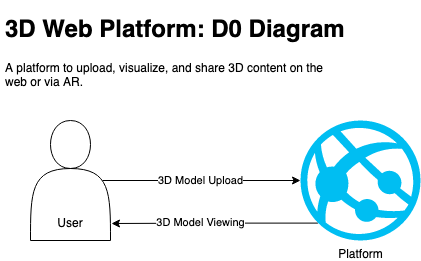 3D Web Platform: D0 Diagram
A platform to upload, visualize, and share 3D content on the
web or via AR.
3D Model Upload
User
3D Model Viewing
Platform